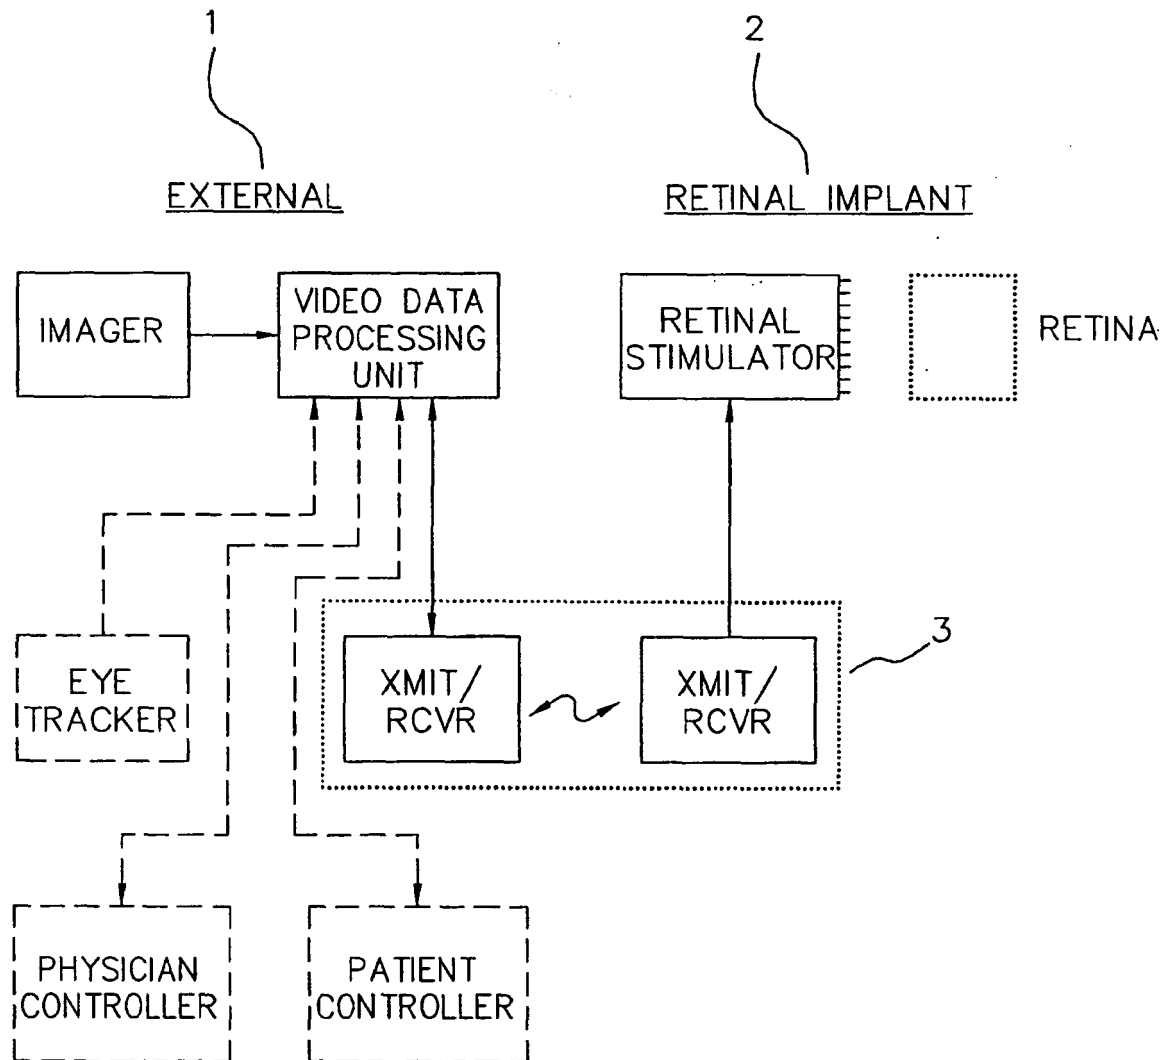 1
2
EXTERNAL
RETINAL IMPLANT
IMAGER
VIDEO DATA
PROCESSING
UNIT
RETINAL
STIMULATOR
RETINA
3
EYE
TRACKER
XMIT/
RCVR
XMIT/
RCVR
PHYSICIAN
CONTROLLER
PATIENT
CONTROLLER